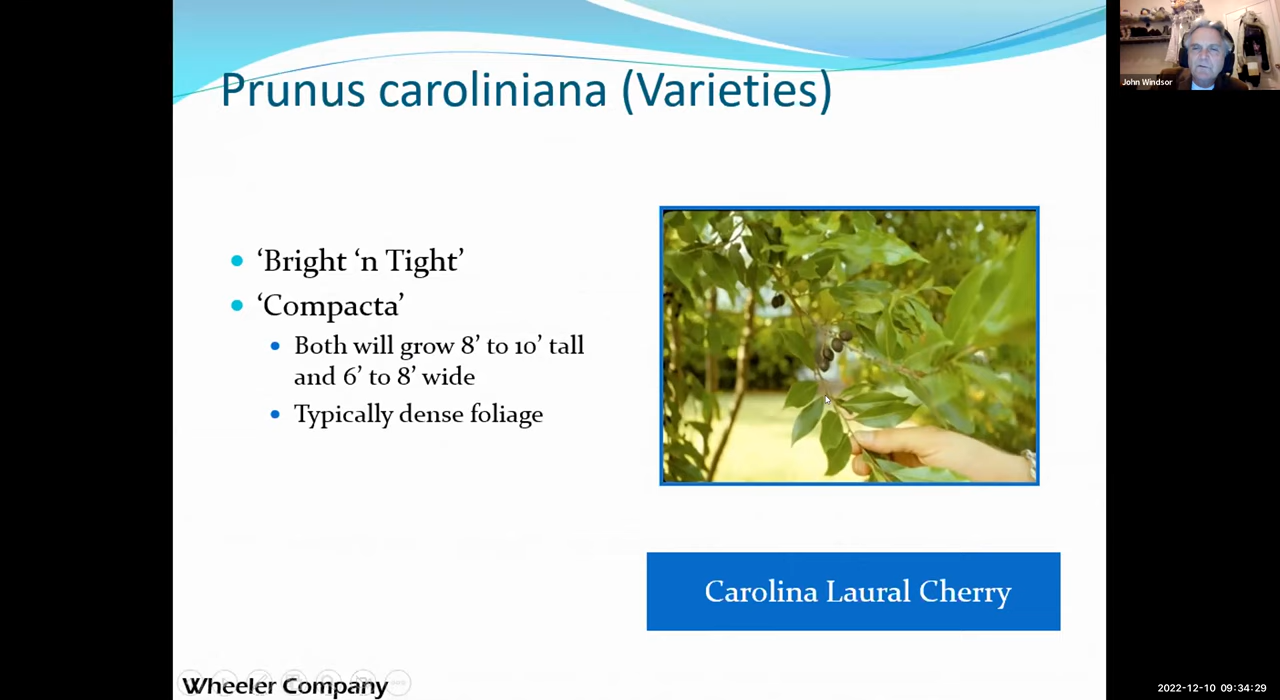 Prunus caroliniana (Varieties)
John Windsor
‘Bright ‘n Tight’
‘Compacta’
Both will grow 8’ to 10’ tall
and 6’ to 8’ wide
Typically dense foliage
Carolina Laural Cherry
Wheeler Company
2022-12-10 09:34:29